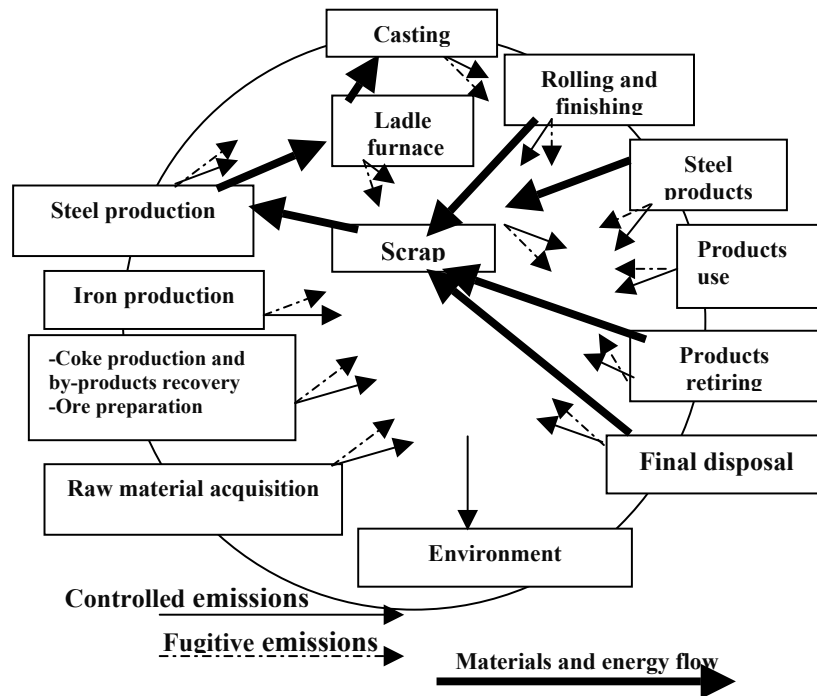 Casting
Rolling and
finishing
Ladle
furnace
Steel
products
Steel production
Scrap
Products
use
Iron production
-Coke production and
by-products recovery
-Ore preparation
Products
retiring
Final disposal
Raw material acquisition
Environment
Controlled emissions
Fugitive emissions
Materials and energy flow